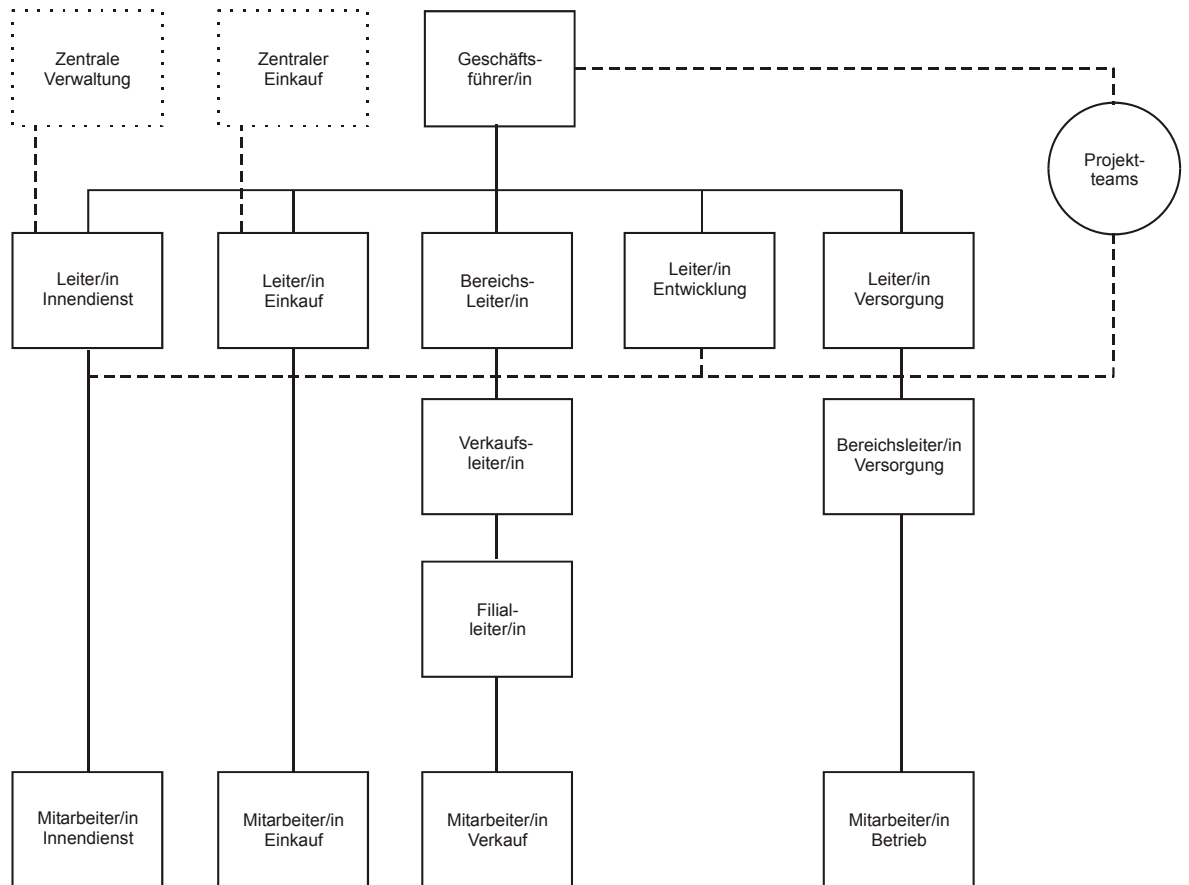 Zentrale
Verwaltung
Zentraler
Einkauf
Geschäfts-
führer/in
Projekt-
teams
Leiter/in
Innendienst
Leiter/in
Einkauf
Bereichs-
Leiter/in
Leiter/in
Entwicklung
Leiter/in
Versorgung
Verkaufs-
leiter/in
Bereichsleiter/in
Versorgung
Filial-
leiter/in
Mitarbeiter/in
Innendienst
Mitarbeiter/in
Einkauf
Mitarbeiter/in
Verkauf
Mitarbeiter/in
Betrieb